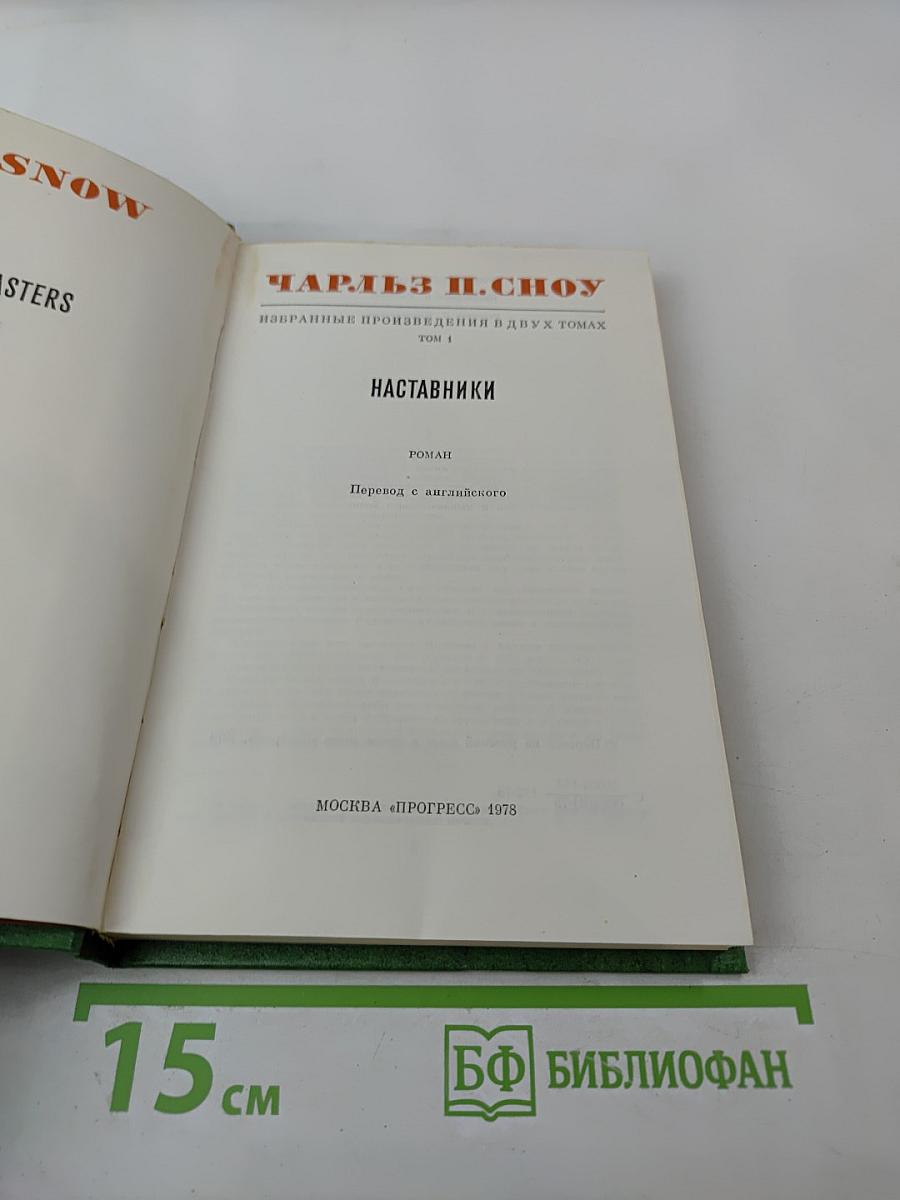 SNOW
ASTERS
ЧАРЛЬЗ П. СНОУ
ИЗБРАННЫЕ ПРОИЗВЕДЕНИЯ В ДВУХ ТОМАХ
ТОМ 1
НАСТАВНИКИ
РОМАН
Перевод с английского
МОСКВА «ПРОГРЕСС» 1978
15 см
БФ БИБЛИОФАН